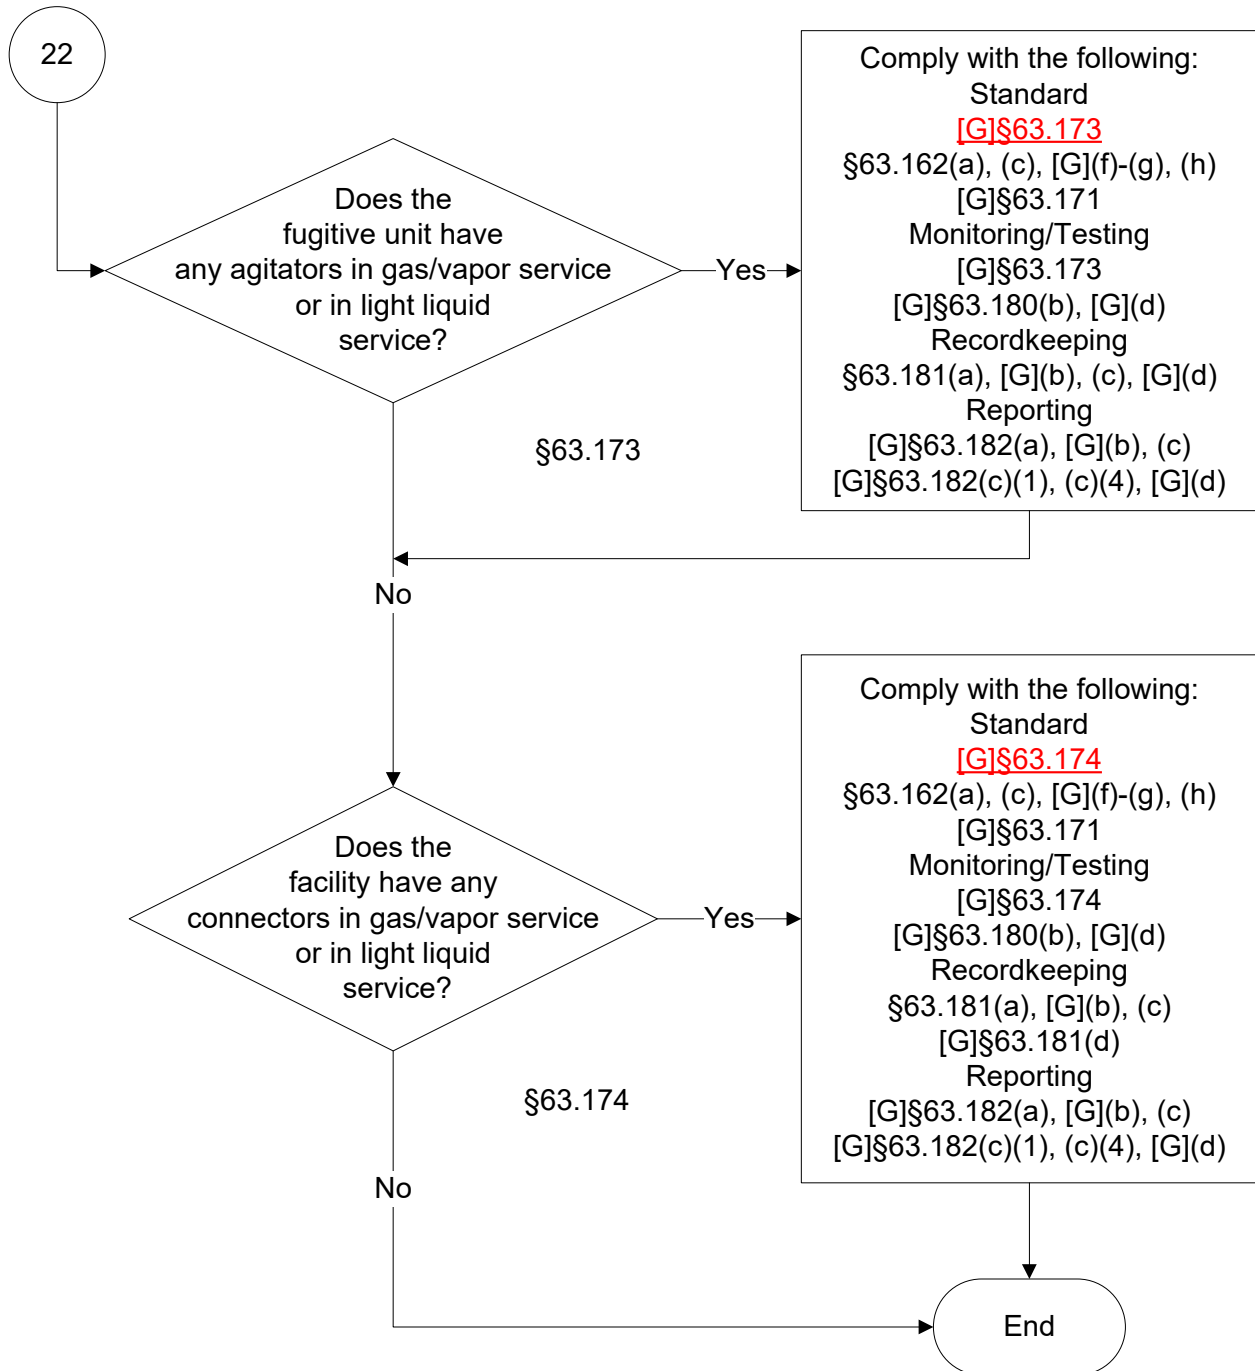 22
Does the
fugitive unit have
any agitators in gas/vapor service
or in light liquid
service?
Yes
Comply with the following:
Standard
[G]§63.173
§63.162(a), (c), [G](f)-(g), (h)
[G]§63.171
Monitoring/Testing
[G]§63.173
[G]§63.180(b), [G](d)
Recordkeeping
§63.181(a), [G](b), (c), [G](d)
Reporting
[G]§63.182(a), [G](b), (c)
[G]§63.182(c)(1), (c)(4), [G](d)
§63.173
No
Does the
facility have any
connectors in gas/vapor service
or in light liquid
service?
Yes
Comply with the following:
Standard
[G]§63.174
§63.162(a), (c), [G](f)-(g), (h)
[G]§63.171
Monitoring/Testing
[G]§63.174
[G]§63.180(b), [G](d)
Recordkeeping
§63.181(a), [G](b), (c)
[G]§63.181(d)
Reporting
[G]§63.182(a), [G](b), (c)
[G]§63.182(c)(1), (c)(4), [G](d)
§63.174
No
End